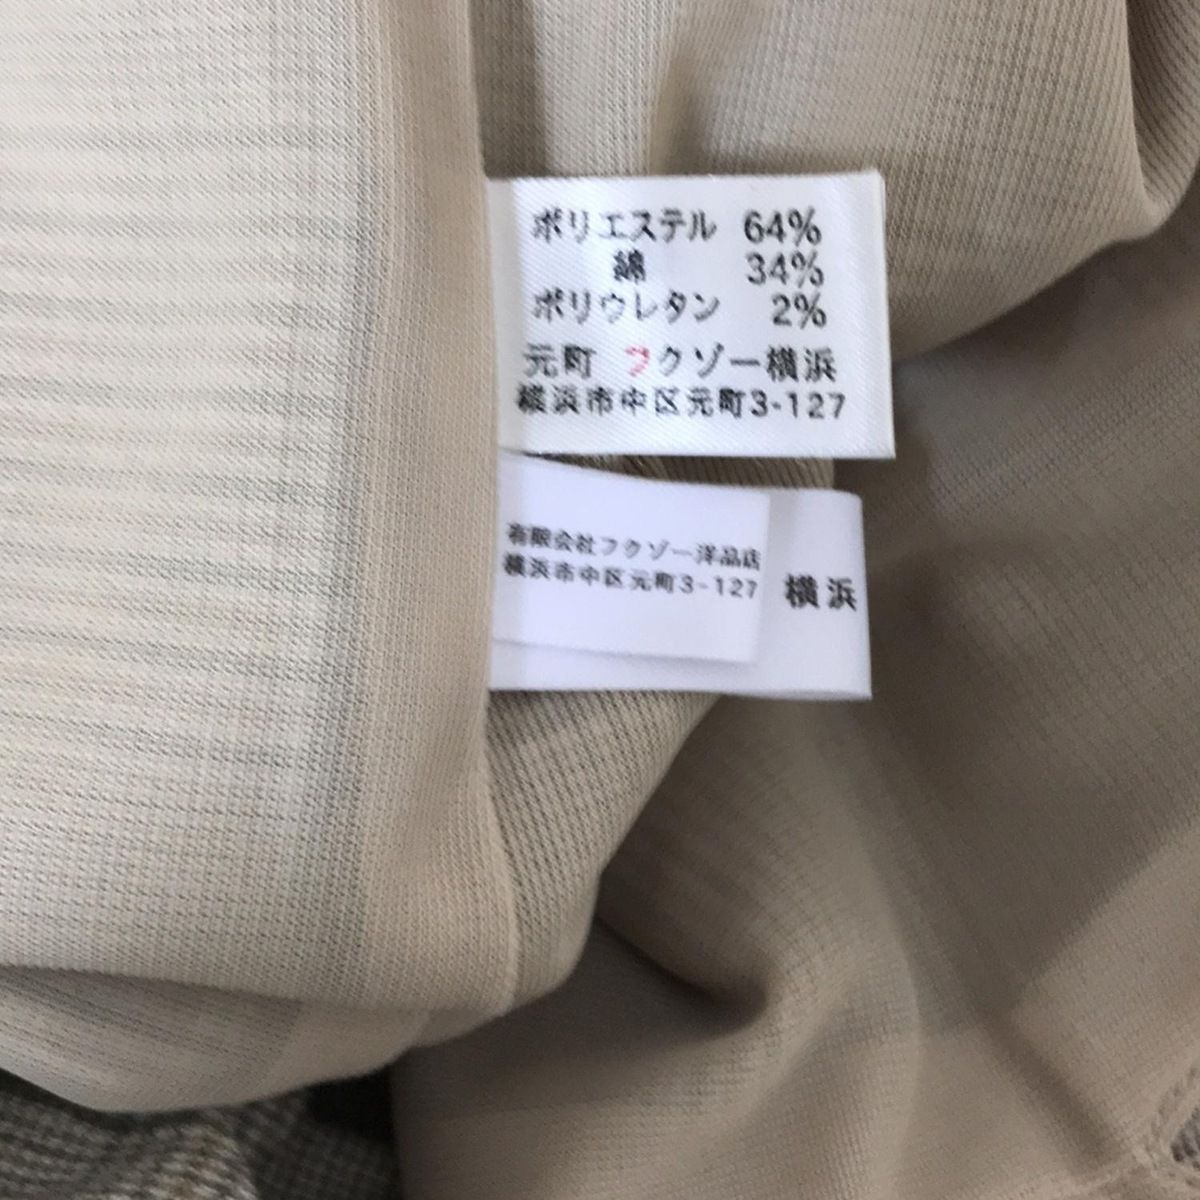 ポリエステル 64%
綿 34%
ポリウレタン 2%
元町 フクゾー横浜
横浜市中区元町3-127
有限会社フクゾー洋品店
横浜市中区元町3-127
横浜